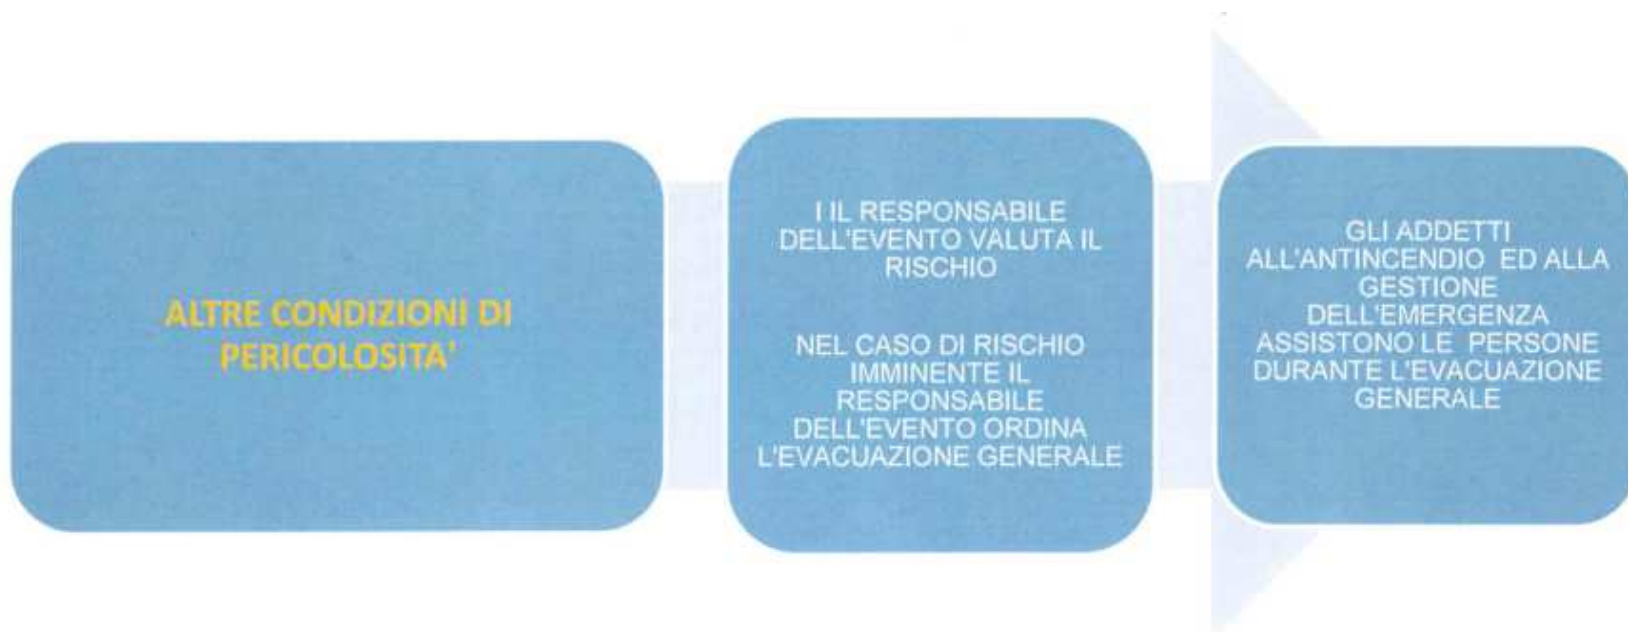 ALTRE CONDIZIONI DI
PERICOLOSITA'
I IL RESPONSABILE
DELL'EVENTO VALUTA IL
RISCHIO
NEL CASO DI RISCHIO
IMMINENTE IL
RESPONSABILE
DELL'EVENTO ORDINA
L'EVACUAZIONE GENERALE
GLI ADDETTI
ALL'ANTINCENDIO ED ALLA
GESTIONE
DELL'EMERGENZA
ASSISTONO LE PERSONE
DURANTE L'EVACUAZIONE
GENERALE